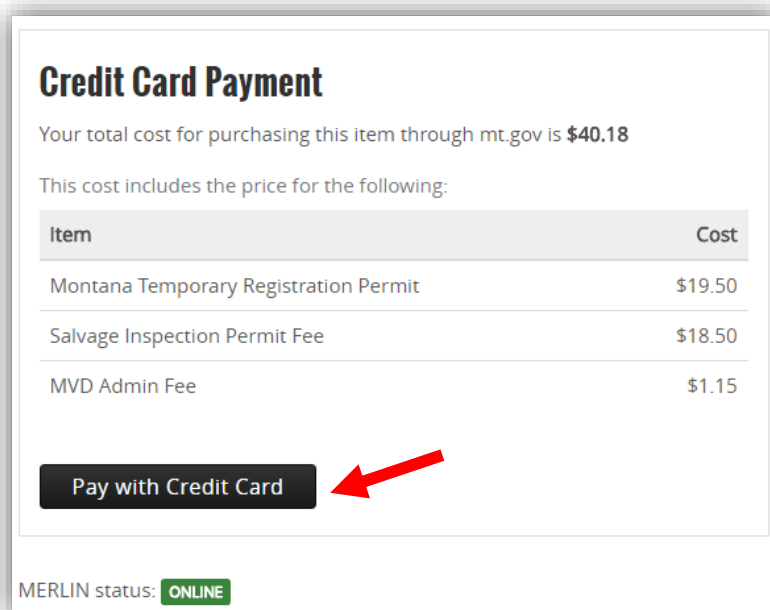 Credit Card Payment
Your total cost for purchasing this item through mt.gov is $40.18
This cost includes the price for the following:
Item Cost
Montana Temporary Registration Permit $19.50
Salvage Inspection Permit Fee $18.50
MVD Admin Fee $1.15
Pay with Credit Card
MERLIN status: ONLINE